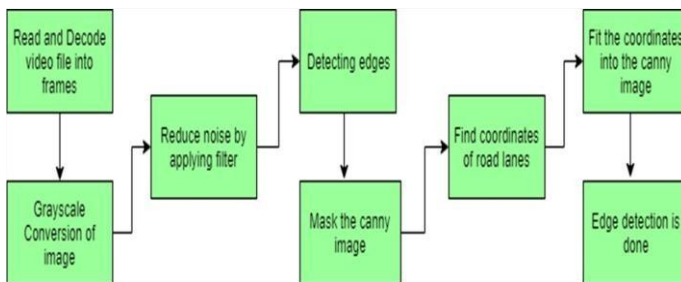 Read and Decode
video file into
frames
Grayscale
Conversion of
image
Reduce noise by
applying filter
Detecting edges
Mask the canny
image
Find coordinates
of road lanes
Fit the coordinates
into the canny
image
Edge detection is
done